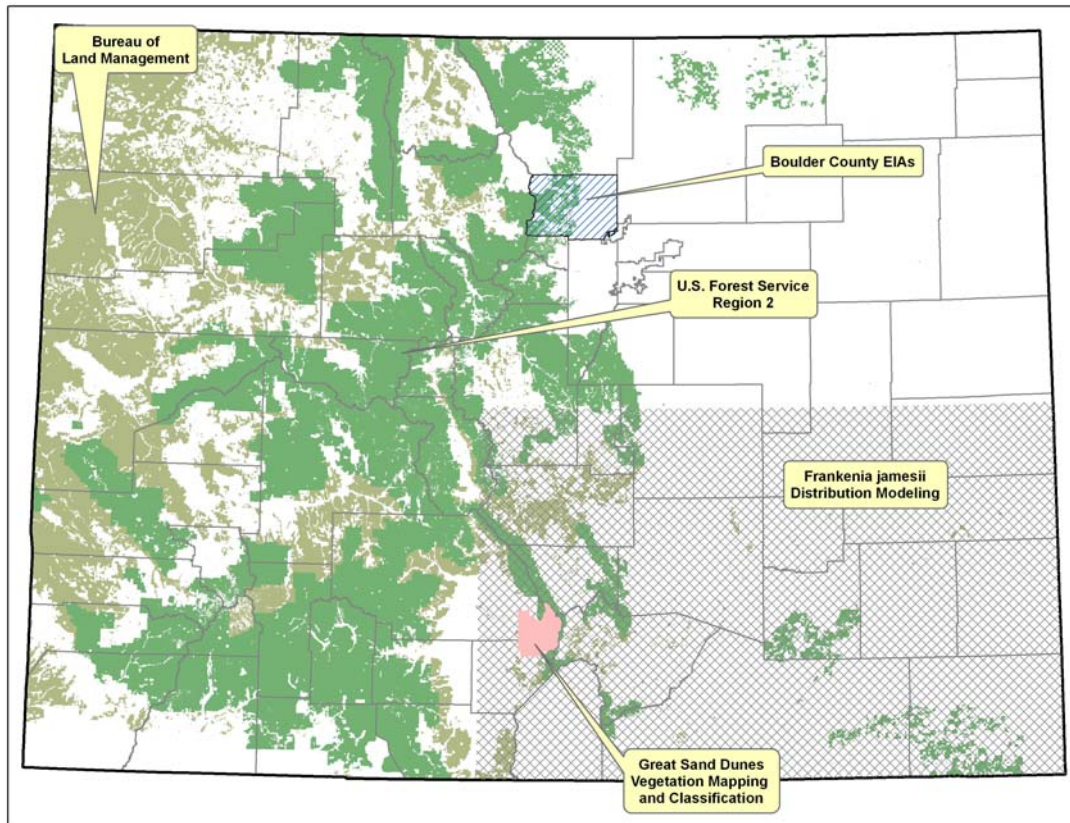 Bureau of
Land Management
Boulder County EIAs
U.S. Forest Service
Region 2
Frankenia jamesii
Distribution Modeling
Great Sand Dunes
Vegetation Mapping
and Classification